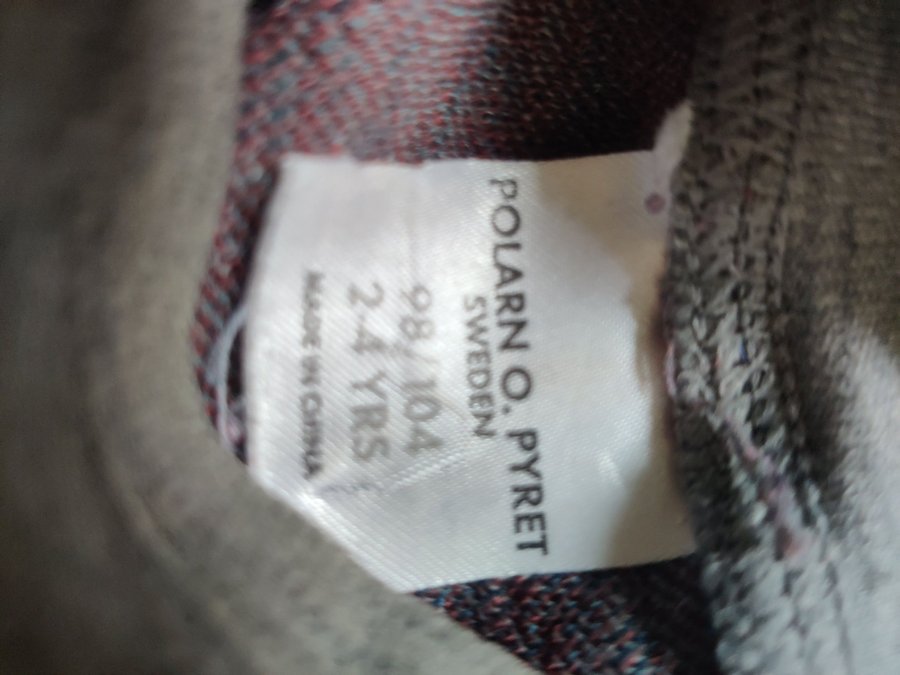 POLARN O. PYRET
SWEDEN
98/104
2-4 YRS
MADE IN CHINA